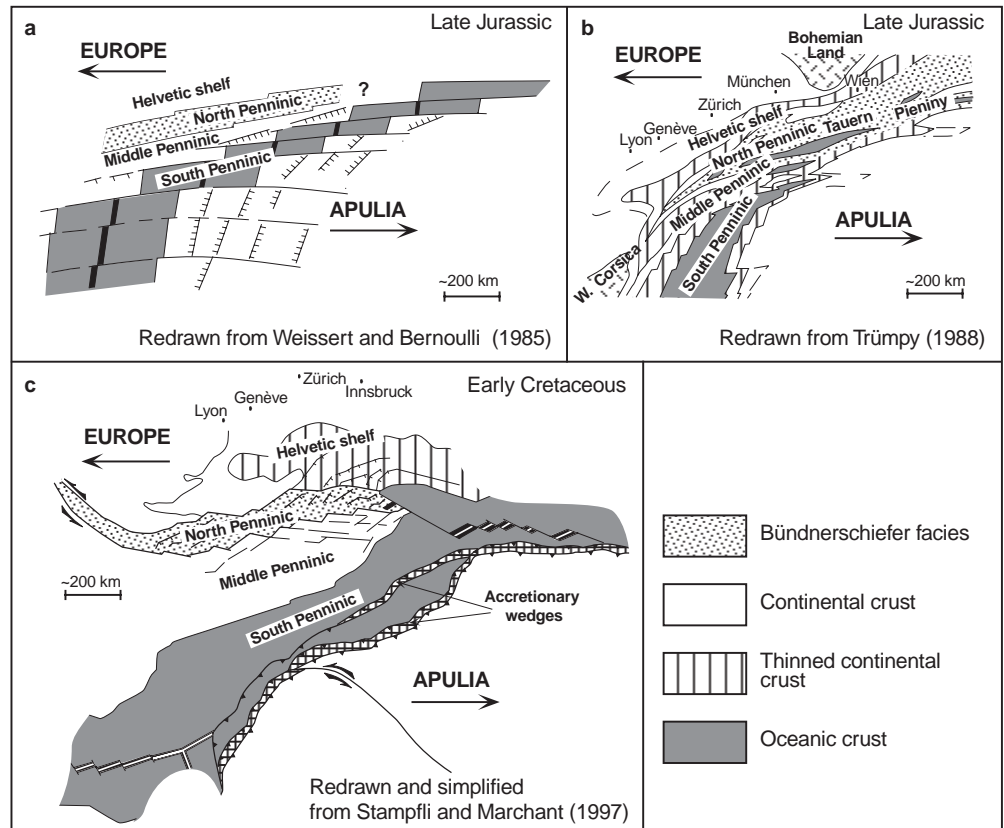 a
Late Jurassic
EUROPE
?
Helvetic shelf
North Penninic
Middle Penninic
South Penninic
APULIA
~200 km
Redrawn from Weissert and Bernoulli (1985)
b
Late Jurassic
Bohemian
Land
EUROPE
München
Wien
Zürich
Genève
Lyon
Helvetic shelf
North Penninic
Tauern
Pieniny
Middle Penninic
South Penninic
W. Corsica
APULIA
~200 km
Redrawn from Trümpy (1988)
c
Early Cretaceous
Zürich
Innsbruck
Genève
Lyon
EUROPE
Helvetic shelf
North Penninic
Middle Penninic
~200 km
South Penninic
Accretionary
wedges
APULIA
Redrawn and simplified
from Stampfli and Marchant (1997)
Bündnerschiefer facies
Continental crust
Thinned continental
crust
Oceanic crust